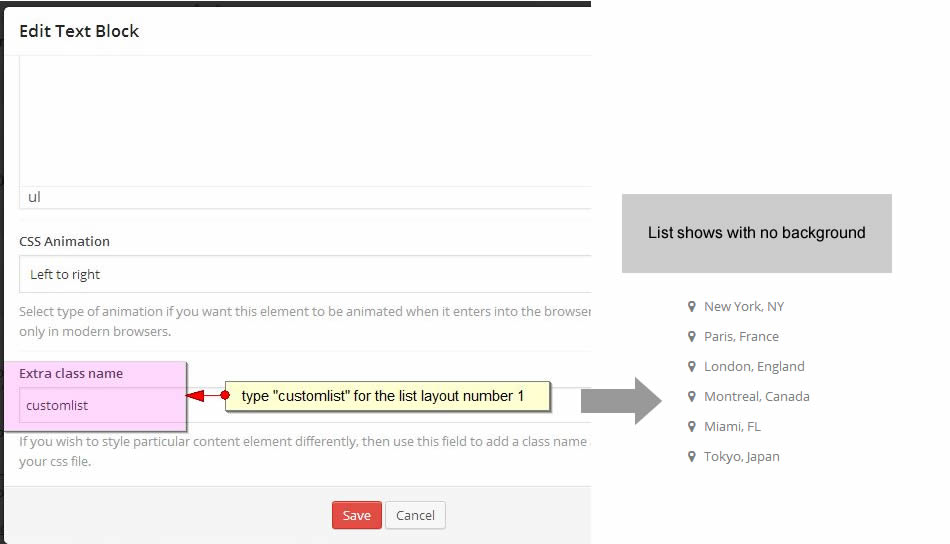 Edit Text Block
ul
CSS Animation
Left to right
Select type of animation if you want this element to be animated when it enters into the browser
only in modern browsers.
Extra class name
customlist
type "customlist" for the list layout number 1
If you wish to style particular content element differently, then use this field to add a class name
your css file.
Save
Cancel
List shows with no background
New York, NY
Paris, France
London, England
Montreal, Canada
Miami, FL
Tokyo, Japan